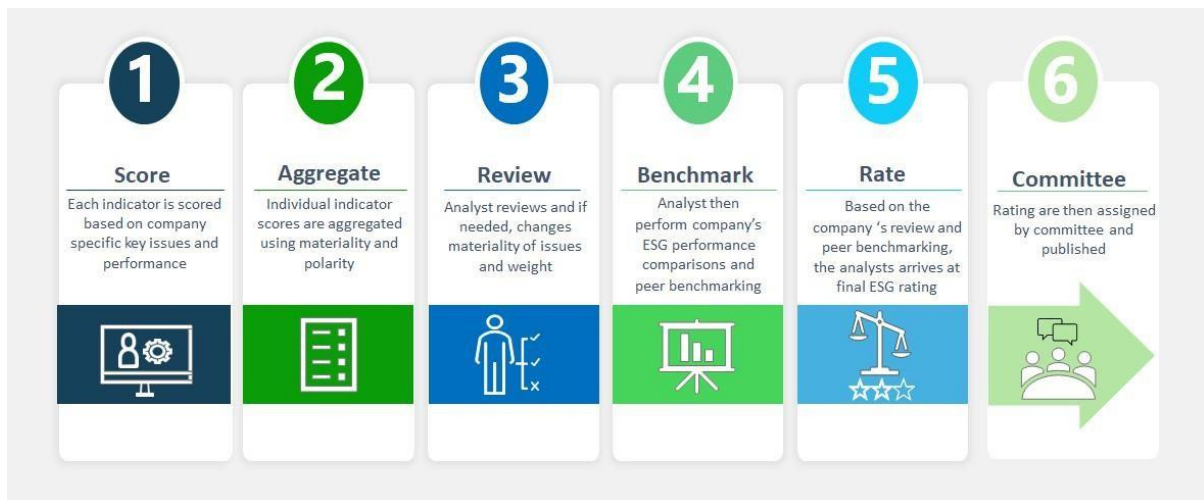 1
Score
Each indicator is scored
based on company
specific key issues and
performance
2
Aggregate
Individual indicator
scores are aggregated
using materiality and
polarity
3
Review
Analyst reviews and if
needed, changes
materiality of issues
and weight
4
Benchmark
Analyst then
perform company’s
ESG performance
comparisons and
peer benchmarking
5
Rate
Based on the
company ‘s review and
peer benchmarking,
the analysts arrives at
final ESG rating
6
Committee
Rating are then assigned
by committee and
published